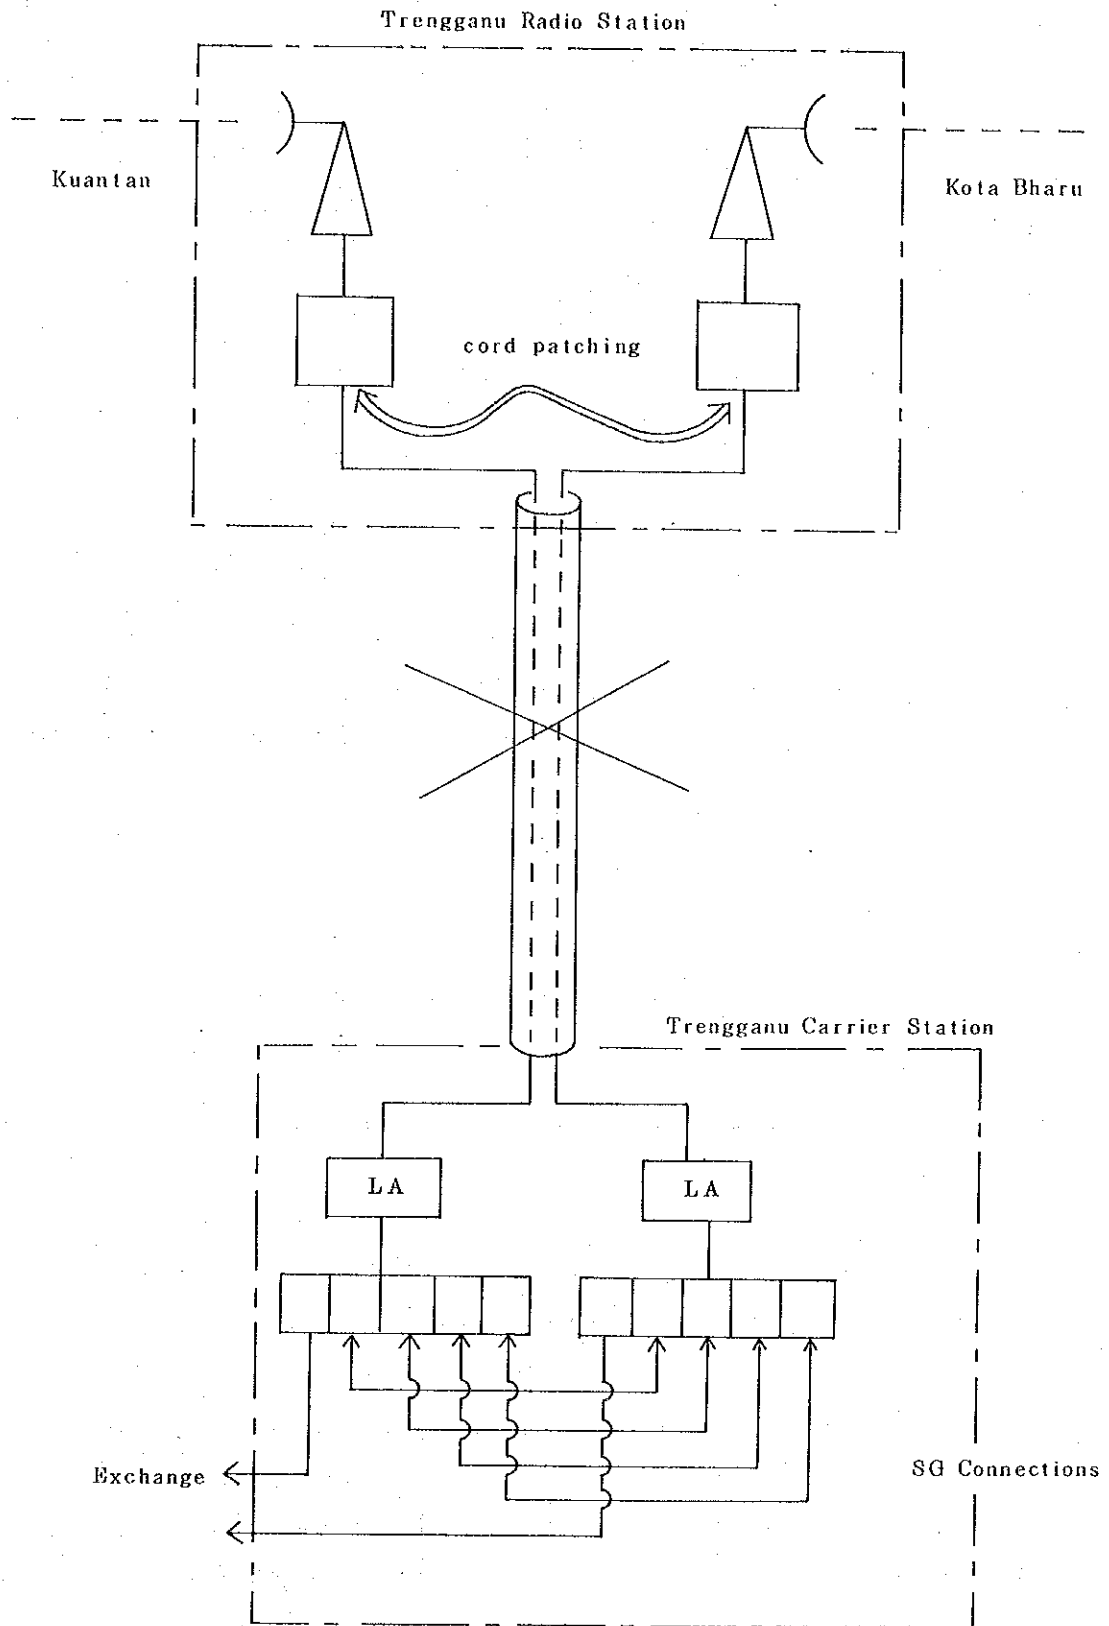 Trengganu Radio Station
Kuantan
Kota Bharu
cord patching
Trengganu Carrier Station
LA
LA
Exchange
SG Connections